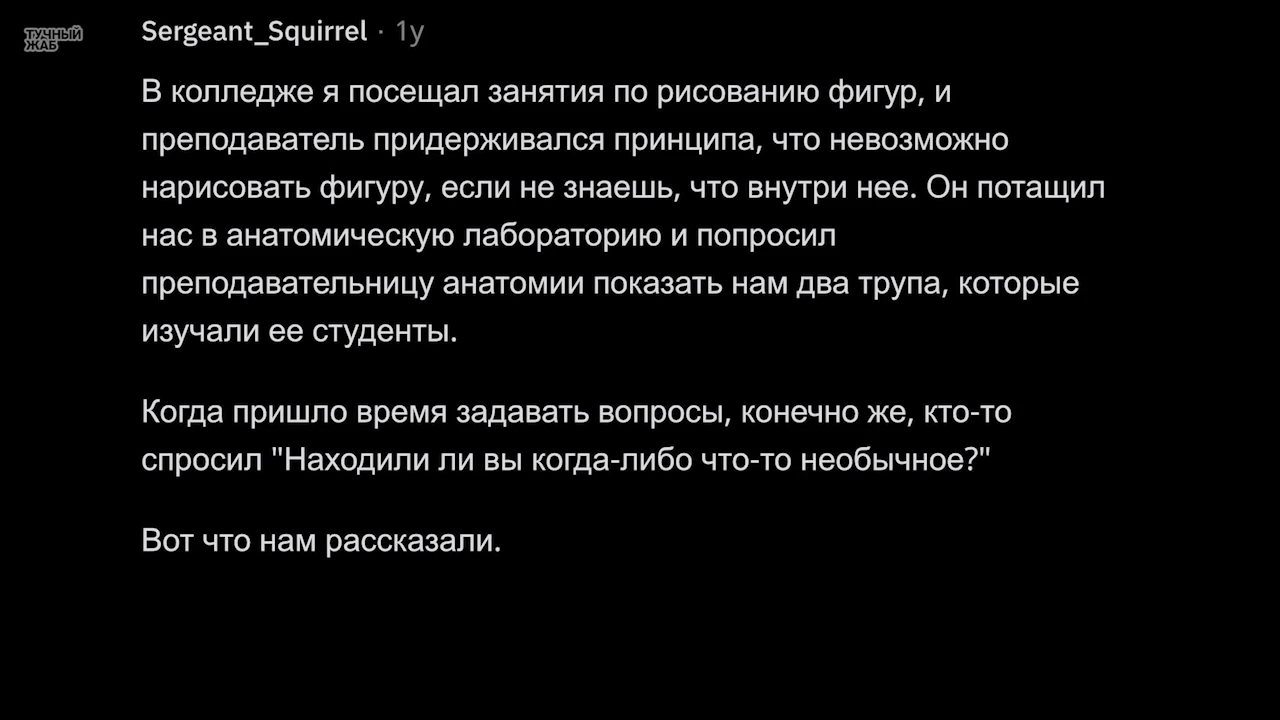 ТУЧНЫЙ
ЖАБ
Sergeant_Squirrel · 1y
В колледже я посещал занятия по рисованию фигур, и
преподаватель придерживался принципа, что невозможно
нарисовать фигуру, если не знаешь, что внутри нее. Он потащил
нас в анатомическую лабораторию и попросил
преподавательницу анатомии показать нам два трупа, которые
изучали ее студенты.
Когда пришло время задавать вопросы, конечно же, кто-то
спросил "Находили ли вы когда-либо что-то необычное?"
Вот что нам рассказали.